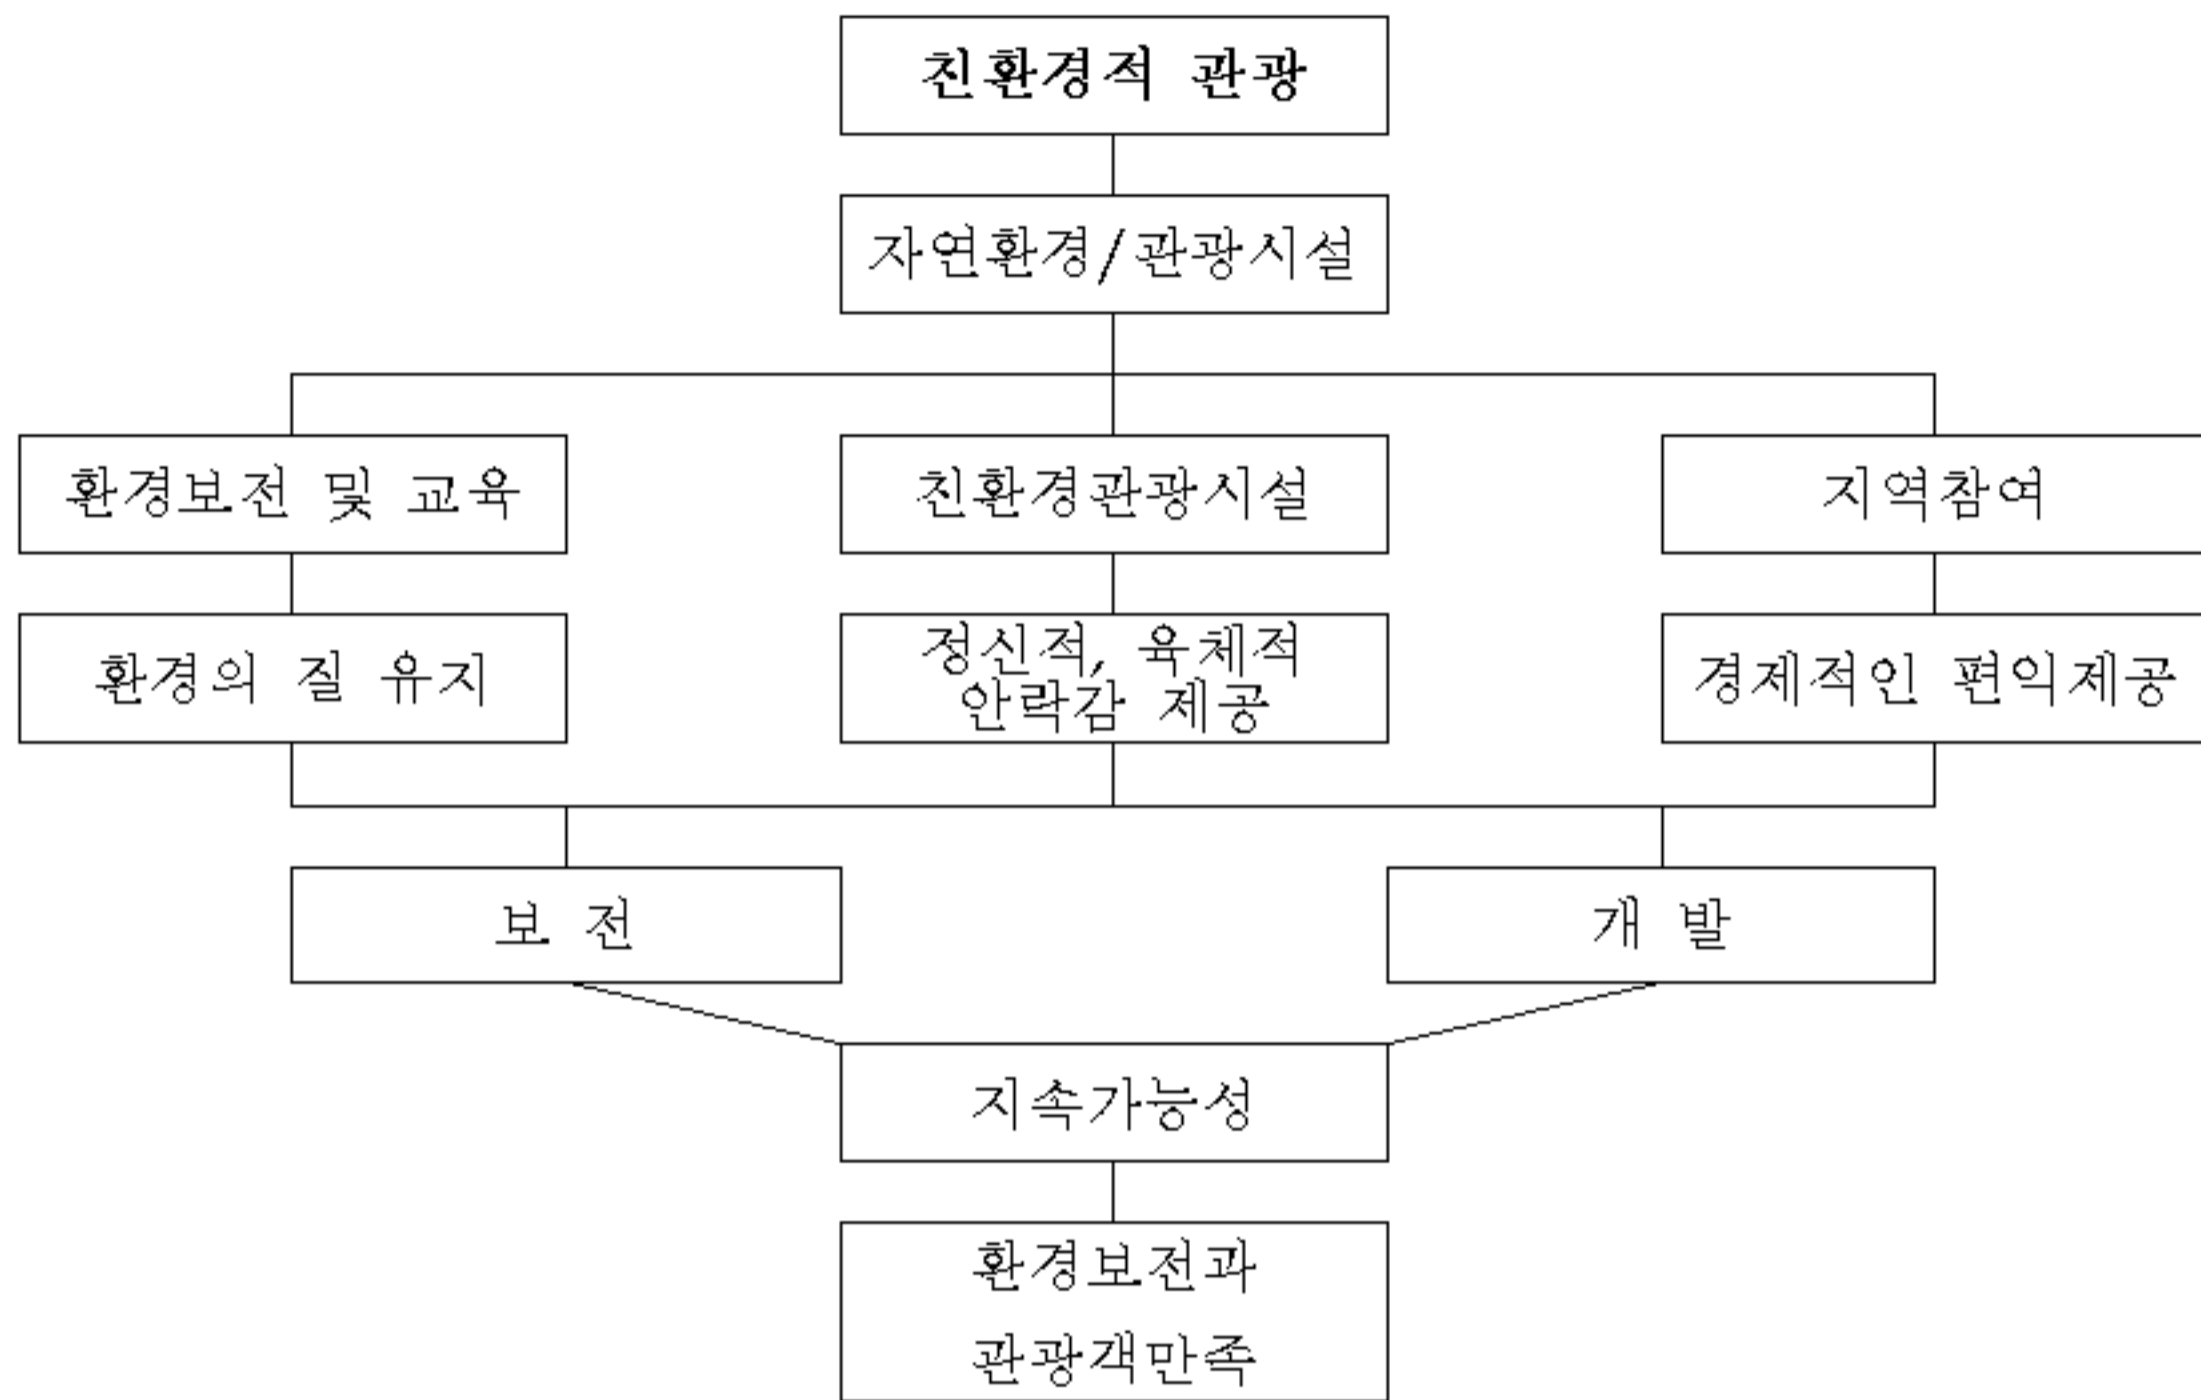 친환경적 관광
자연환경/관광시설
환경보전 및 교육
친환경관광시설
지역참여
환경의 질 유지
정신적, 육체적
안락감 제공
경제적인 편익제공
보 전
개 발
지속가능성
환경보전과
관광객만족